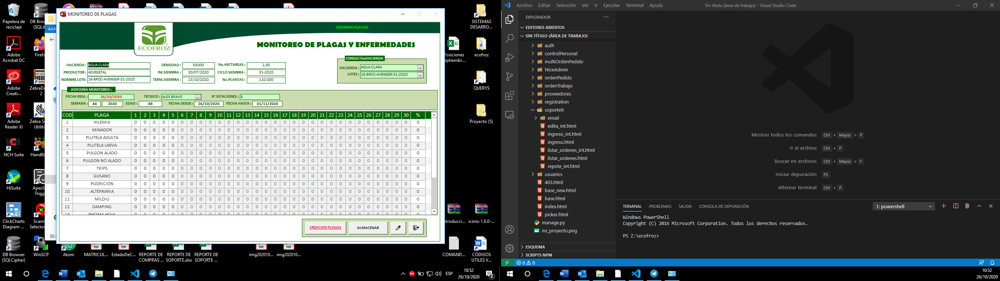 Papelera de reciclaje
DB Brow (SQLit
Adobe Acrobat DC
Firefo
Adobe Creati...
ZebraDe 2
Adobe Reader XI
Zebra S Utiliti
NCH Suite
HandBr
HiSuite
ApexS Trigg
ClickCharts Diagram ...
Scann Selector
DB Browser (SQLCipher)
WinSCP
Atom
MATRICUL...
EstadoDeC...
REPORTE DE COMPRAS ...
REPORTE DE SOPORTE.xlsx
REPORTE DE SOPORTE ...
img202010...
img202010...
Arch
80
MONITOREO DE PLAGAS
EDUARDO CLAVIJO
ECOFROZ
MONITOREO DE PLAGAS Y ENFERMEDADES
HACIENDA : AGUA CLARA DENSIDAD : 55000 No.HECTAREAS : 2,00
PRODUCTOR : ASVEGETAL INI.SIEMBRA : 30/07/2020 CICLO SIEMBRA : 31-2020
NOMBRE LOTE: 16-BROC-AVENGER-31-2020 TERM.SIEMBRA : 23/10/2020 No.PLANTAS : 110.000
CONSULTAxHACIENDA
HACIENDA : AGUA CLARA
LOTES : 16-BROC-AVENGER-31-2020
ADICIONA MONITOREO :
FECHA REAL : 26/10/2020 TECNICO : ALEX BRAVO N° ESTACIONES : 5
SEMANA : 44 2020 EDAD : 88 FECHA DESDE : 26/10/2020 FECHA HASTA : 01/11/2020
COD PLAGA 1 2 3 4 5 6 7 8 9 10 11 12 13 14 15 16 17 18 19 20 21 22 23 24 25 26 27 28 29 30 %
1 HILEMIA 0 0 0 0 0 0 0 0 0 0 0 0 0 0 0 0 0 0 0 0 0 0 0 0 0 0 0 0 0 0 0
2 MINADOR 0 0 0 0 0 0 0 0 0 0 0 0 0 0 0 0 0 0 0 0 0 0 0 0 0 0 0 0 0 0 0
3 PLUTELA ADULTA 0 0 0 0 0 0 0 0 0 0 0 0 0 0 0 0 0 0 0 0 0 0 0 0 0 0 0 0 0 0 0
4 PLUTELA LARVA 0 0 0 0 0 0 0 0 0 0 0 0 0 0 0 0 0 0 0 0 0 0 0 0 0 0 0 0 0 0 0
5 PULGON ALADO 0 0 0 0 0 0 0 0 0 0 0 0 0 0 0 0 0 0 0 0 0 0 0 0 0 0 0 0 0 0 0
6 PULGON NO ALADO 0 0 0 0 0 0 0 0 0 0 0 0 0 0 0 0 0 0 0 0 0 0 0 0 0 0 0 0 0 0 0
7 TRIPS 0 0 0 0 0 0 0 0 0 0 0 0 0 0 0 0 0 0 0 0 0 0 0 0 0 0 0 0 0 0 0
8 GUSANO 0 0 0 0 0 0 0 0 0 0 0 0 0 0 0 0 0 0 0 0 0 0 0 0 0 0 0 0 0 0 0
9 PUDRICION 0 0 0 0 0 0 0 0 0 0 0 0 0 0 0 0 0 0 0 0 0 0 0 0 0 0 0 0 0 0 0
10 ALTERNARIA 0 0 0 0 0 0 0 0 0 0 0 0 0 0 0 0 0 0 0 0 0 0 0 0 0 0 0 0 0 0 0
11 MILDIU 0 0 0 0 0 0 0 0 0 0 0 0 0 0 0 0 0 0 0 0 0 0 0 0 0 0 0 0 0 0 0
12 DAMPING 0 0 0 0 0 0 0 0 0 0 0 0 0 0 0 0 0 0 0 0 0 0 0 0 0 0 0 0 0 0 0
13 PHOMA HOJA 0 0 0 0 0 0 0 0 0 0 0 0 0 0 0 0 0 0 0 0 0 0 0 0 0 0 0 0 0 0 0
CREACION PLAGAS ALMACENAR
SISTEMAS DESARRO...
Posiciones eptiembr...
ecofroz
QUERYS
Proyecto (5)
ntroducci...
icons-1.0.0-...
COMAND...
CÓDIGOS UTILES V...
ESP
10:52
26/10/2020
2
Archivo Editar Selección Ver Ir Ejecutar Terminal Ayuda
Sin título (área de trabajo) - Visual Studio Code
EXPLORADOR
EDITORES ABIERTOS
SIN TÍTULO (ÁREA DE TRABAJO)
auth
controlPersonal
multiOrdenPedido
NiceAdmin
ordenPedido
ordenTrabajo
proveedores
registration
soporteIt
email
edita_int.html
ingreso_int.html
ingreso.html
listar_ordenes_int.html
listar_ordenes.html
repote_int.html
usuarios
403.html
base_new.html
base.html
index.html
picker.html
manage.py
mi_proyecto.png
ESQUEMA
SCRIPTS NPM
Mostrar todos los comandos Ctrl + Mayús + P
Ir al archivo Ctrl + P
Buscar en archivos Ctrl + Mayús + F
Iniciar depuración F5
Alternar terminal Ctrl + ñ
TERMINAL PROBLEMAS SALIDA CONSOLA DE DEPURACIÓN 1: powershell
Windows PowerShell
Copyright (C) 2016 Microsoft Corporation. Todos los derechos reservados.
PS Z:\ecofroz>
0 0
10:52
26/10/2020